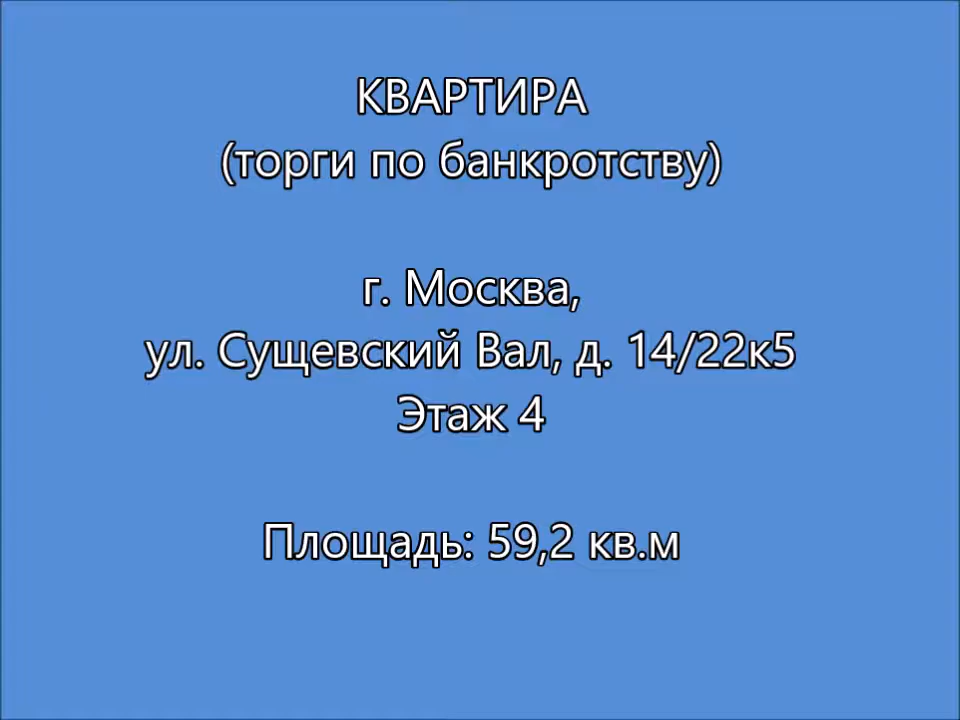 КВАРТИРА
(торги по банкротству)
г. Москва,
ул. Сущевский Вал, д. 14/22к5
Этаж 4
Площадь: 59,2 кв.м